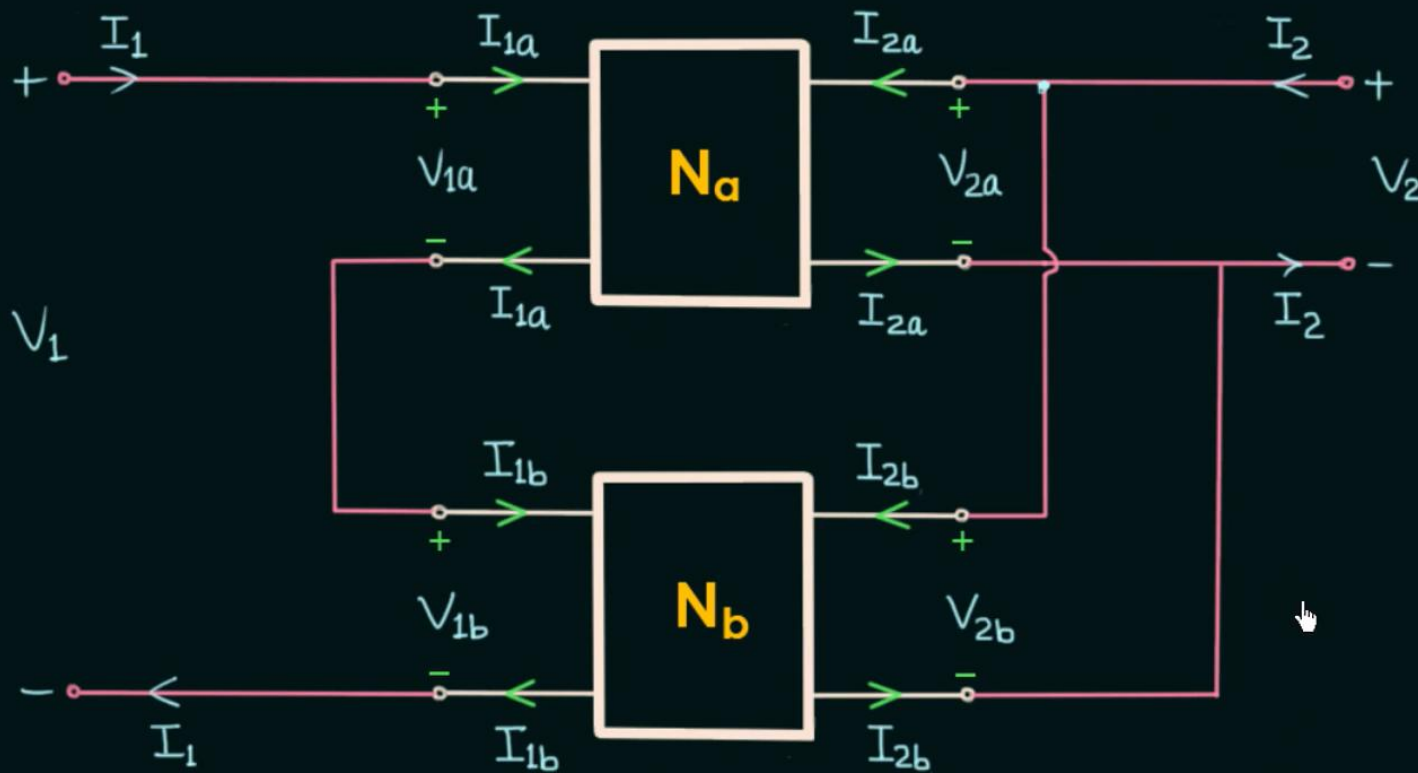 I₁ I₁ₐ I₂ₐ I₂
+ +
+ +
V₁ₐ Nₐ V₂ₐ V₂
− − −
I₁ₐ I₂ₐ I₂
V₁
I₁b I₂b
+ +
V₁b Nb V₂b
− − −
I₁ I₁b I₂b